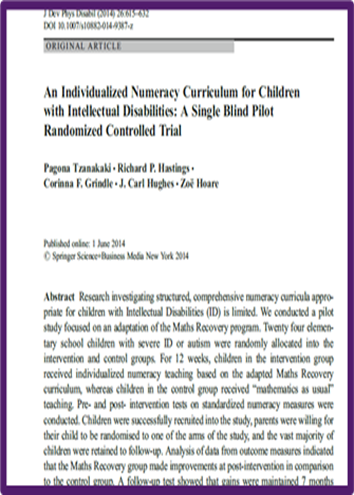 J Dev Phys Disabil (2014) 26:615–632
DOI 10.1007/s10882-014-9387-z
ORIGINAL ARTICLE
An Individualized Numeracy Curriculum for Children
with Intellectual Disabilities: A Single Blind Pilot
Randomized Controlled Trial
Pagona Tzanakaki · Richard P. Hastings ·
Corinna F. Grindle · J. Carl Hughes · Zoë Hoare
Published online: 1 June 2014
© Springer Science+Business Media New York 2014
Abstract Research investigating structured, comprehensive numeracy curricula appro-
priate for children with Intellectual Disabilities (ID) is limited. We conducted a pilot
study focused on an adaptation of the Maths Recovery program. Twenty four elemen-
tary school children with severe ID or autism were randomly allocated into the
intervention and control groups. For 12 weeks, children in the intervention group
received individualized numeracy teaching based on the adapted Maths Recovery
curriculum, whereas children in the control group received “mathematics as usual”
teaching. Pre- and post- intervention tests on standardized numeracy measures were
conducted. Children were successfully recruited into the study, parents were willing for
their child to be randomised to one of the arms of the study, and the vast majority of
children were retained to follow-up. Analysis of data from outcome measures indicated
that the Maths Recovery group made improvements at post-intervention in comparison
to the control group. A follow-up test showed that gains were maintained 7 months